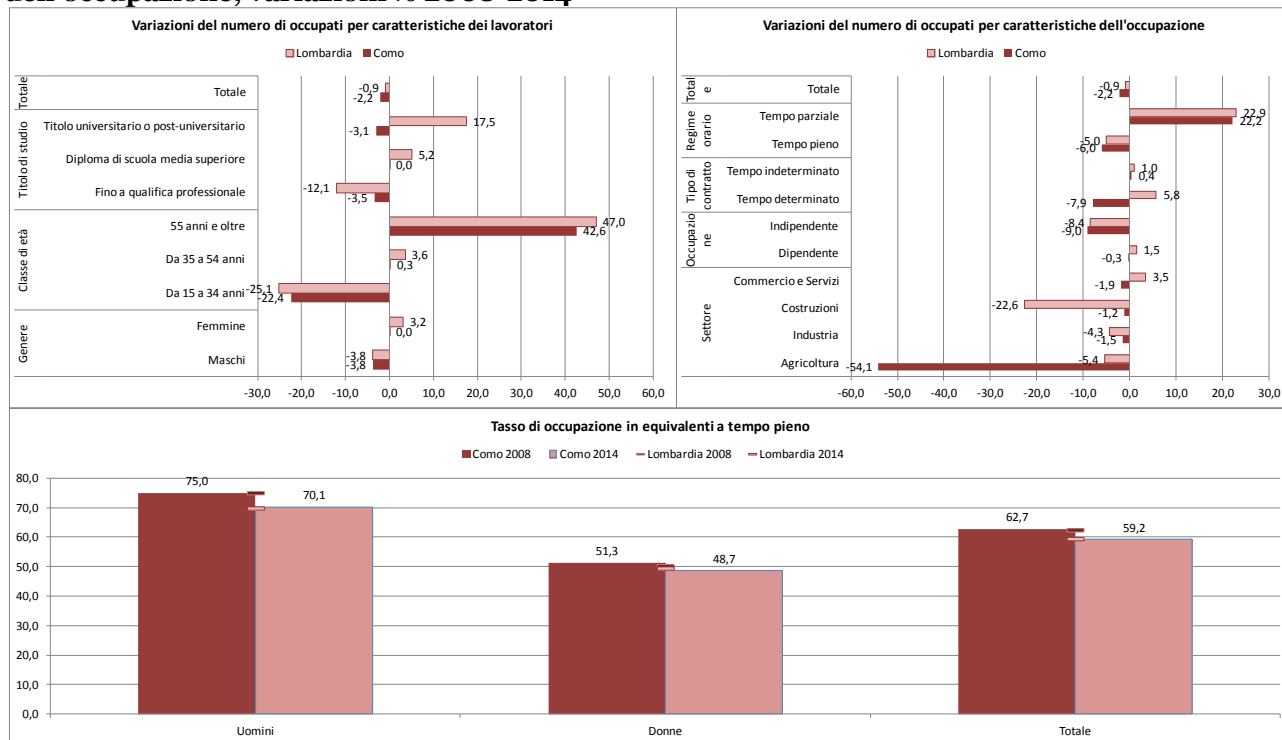 dell'occupazione, variazioni % 2008-2014
Variazioni del numero di occupati per caratteristiche dei lavoratori
Lombardia Como
Totale
Totale
-0,9
-2,2
Titolo di studio
Titolo universitario o post-universitario
17,5
-3,1
Diploma di scuola media superiore
5,2
0,0
Fino a qualifica professionale
-12,1
-3,5
Classe di età
55 anni e oltre
47,0
42,6
Da 35 a 54 anni
3,6
0,3
Da 15 a 34 anni
-25,1
-22,4
Genere
Femmine
3,2
0,0
Maschi
-3,8
-3,8
-30,0 -20,0 -10,0 0,0 10,0 20,0 30,0 40,0 50,0 60,0
Variazioni del numero di occupati per caratteristiche dell'occupazione
Lombardia Como
Total
e
Totale
-0,9
-2,2
Regime
orario
Tempo parziale
22,9
22,2
Tempo pieno
-5,0
-6,0
Tipo di
contratto
Tempo indeterminato
1,0
0,4
Tempo determinato
5,8
-7,9
Occupazio
ne
Indipendente
-8,4
-9,0
Dipendente
1,5
-0,3
Settore
Commercio e Servizi
3,5
-1,9
Costruzioni
-22,6
-1,2
Industria
-4,3
-1,5
Agricoltura
-5,4
-54,1
-60,0 -50,0 -40,0 -30,0 -20,0 -10,0 0,0 10,0 20,0 30,0
Tasso di occupazione in equivalenti a tempo pieno
Como 2008 Como 2014 Lombardia 2008 Lombardia 2014
80,0
70,0
60,0
50,0
40,0
30,0
20,0
10,0
0,0
75,0
70,1
51,3
48,7
62,7
59,2
Uomini Donne Totale